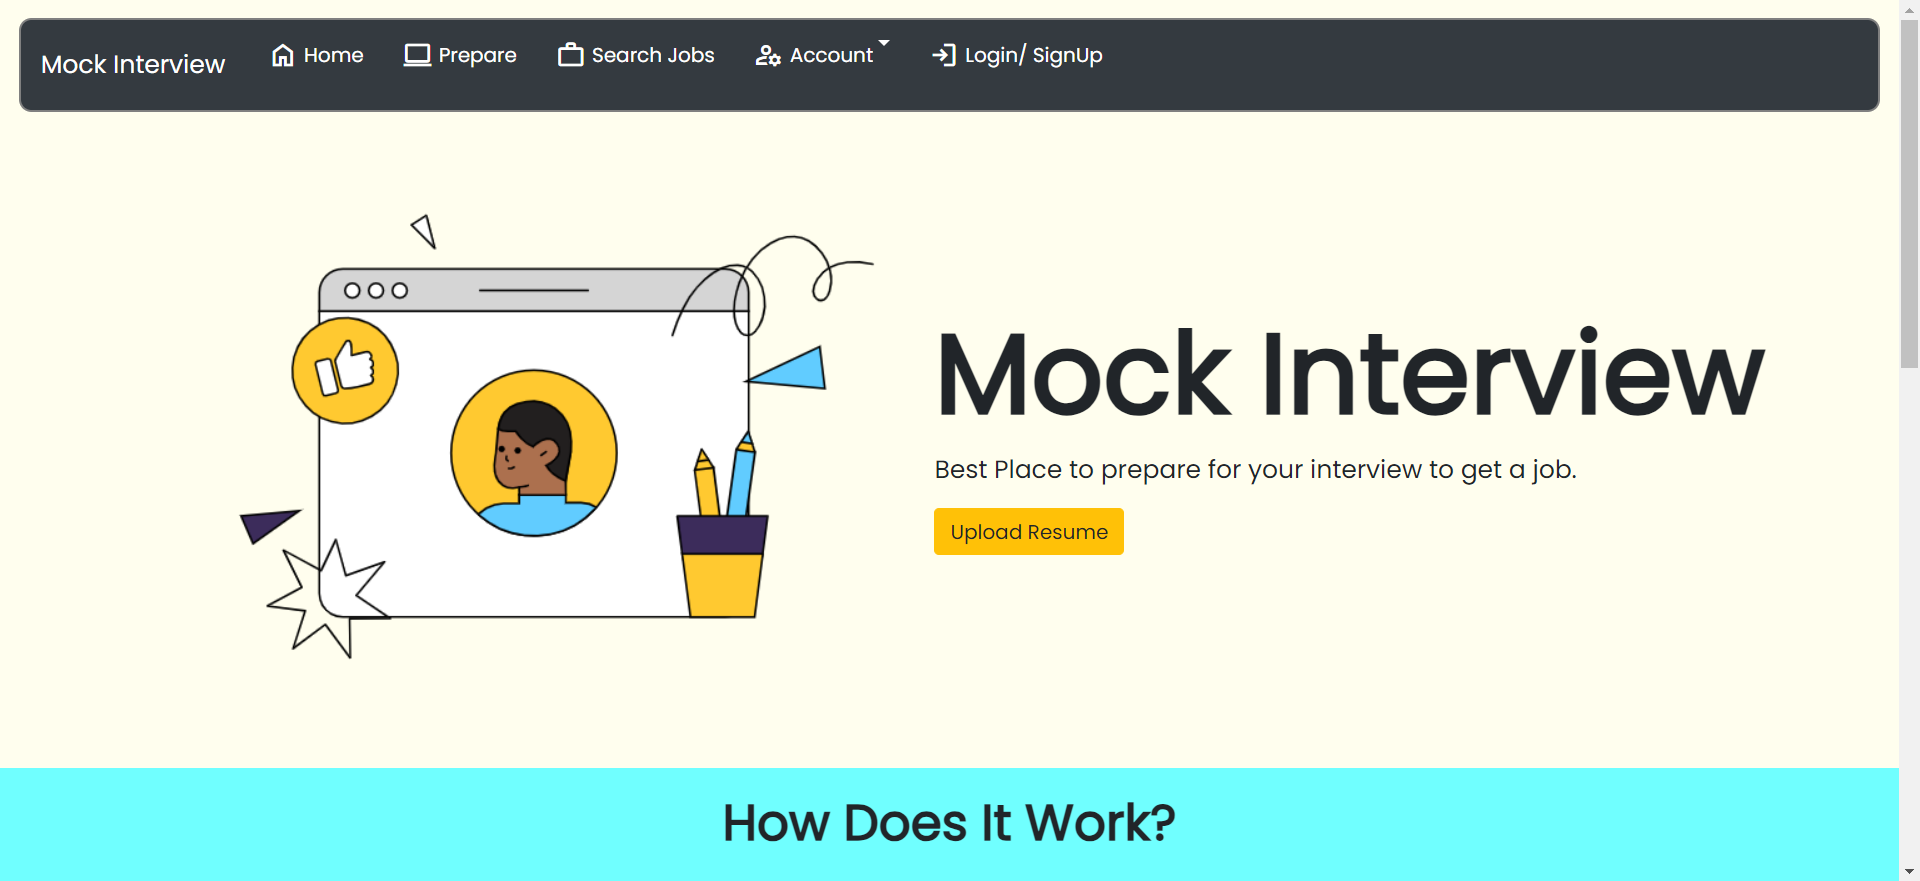 Mock Interview
Home
Prepare
Search Jobs
Account
Login/ SignUp
Mock Interview
Best Place to prepare for your interview to get a job.
Upload Resume
How Does It Work?